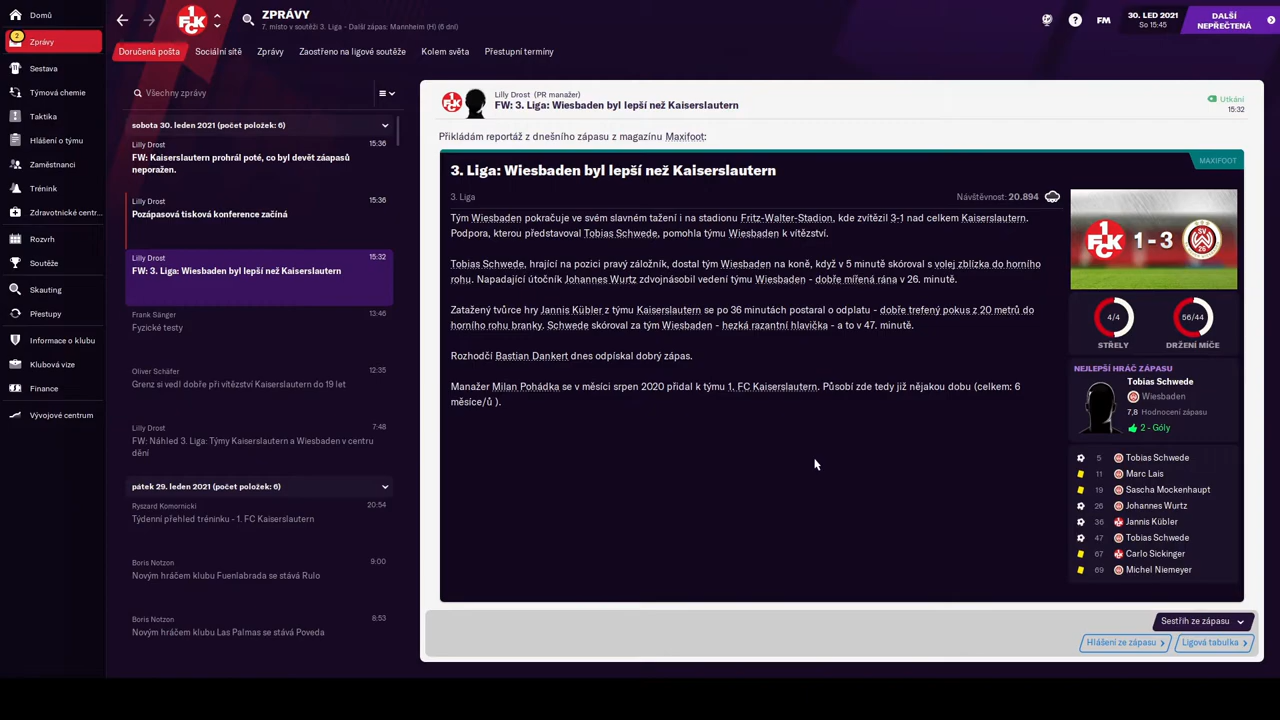 Domů
2
Zprávy
Sestava
Týmová chemie
Taktika
Hlášení o týmu
Zaměstnanci
Trénink
Zdravotnické centr...
Rozvrh
Soutěže
Skauting
Přestupy
Informace o klubu
Klubová vize
Finance
Vývojové centrum
ZPRÁVY
7. místo v soutěži 3. Liga - Další zápas: Mannheim (H) (6 dní)
FM
30. LED 2021
So 15:45
DALŠÍ
NEPŘEČTENÁ
Doručená pošta
Sociální sítě
Zprávy
Zaostřeno na ligové soutěže
Kolem světa
Přestupní termíny
Všechny zprávy
sobota 30. leden 2021 (počet položek: 6)
Lilly Drost 15:36
FW: Kaiserslautern prohrál poté, co byl devět záapasů
neporažen.
Lilly Drost 15:36
Pozápasová tisková konference začíná
Lilly Drost 15:32
FW: 3. Liga: Wiesbaden byl lepší než Kaiserslautern
Frank Sänger 13:46
Fyzické testy
Oliver Schäfer 12:35
Grenz si vedl dobře při vítězství Kaiserslautern do 19 let
Lilly Drost 7:48
FW: Náhled 3. Liga: Týmy Kaiserslautern a Wiesbaden v centru
dění
pátek 29. leden 2021 (počet položek: 6)
Ryszard Komornicki 20:54
Týdenní přehled tréninku - 1. FC Kaiserslautern
Boris Notzon 9:00
Novým hráčem klubu Fuenlabrada se stává Rulo
Boris Notzon 8:53
Novým hráčem klubu Las Palmas se stává Poveda
Lilly Drost (PR manažer)
FW: 3. Liga: Wiesbaden byl lepší než Kaiserslautern
Utkání
15:32
Přikládám reportáž z dnešního zápasu z magazínu Maxifoot:
MAXIFOOT
3. Liga: Wiesbaden byl lepší než Kaiserslautern
3. Liga
Návštěvnost: 20.894
Tým Wiesbaden pokračuje ve svém slavném tažení i na stadionu Fritz-Walter-Stadion, kde zvítězil 3-1 nad celkem Kaiserslautern.
Podpora, kterou představoval Tobias Schwede, pomohla týmu Wiesbaden k vítězství.
Tobias Schwede, hrající na pozici pravý záložník, dostal tým Wiesbaden na koně, když v 5 minutě skóroval s volej zblízka do horního
rohu. Napadající útočník Johannes Wurtz zdvojnásobil vedení týmu Wiesbaden - dobře mířená rána v 26. minutě.
Zatažený tvůrce hry Jannis Kübler z týmu Kaiserslautern se po 36 minutách postaral o odplatu - dobře trefený pokus z 20 metrů do
horního rohu branky. Schwede skóroval za tým Wiesbaden - hezká razantní hlavička - a to v 47. minutě.
Rozhodčí Bastian Dankert dnes odpískal dobrý zápas.
Manažer Milan Pohádka se v měsíci srpen 2020 přidal k týmu 1. FC Kaiserslautern. Působí zde tedy již nějakou dobu (celkem: 6
měsíce/ů ).
1 - 3
4/4
STŘELY
56/44
DRŽENÍ MÍČE
NEJLEPŠÍ HRÁČ ZÁPASU
Tobias Schwede
Wiesbaden
7,8 Hodnocení zápasu
2 - Góly
5 Tobias Schwede
11 Marc Lais
19 Sascha Mockenhaupt
26 Johannes Wurtz
36 Jannis Kübler
47 Tobias Schwede
67 Carlo Sickinger
69 Michel Niemeyer
Sestřih ze zápasu
Hlášení ze zápasu
Ligová tabulka